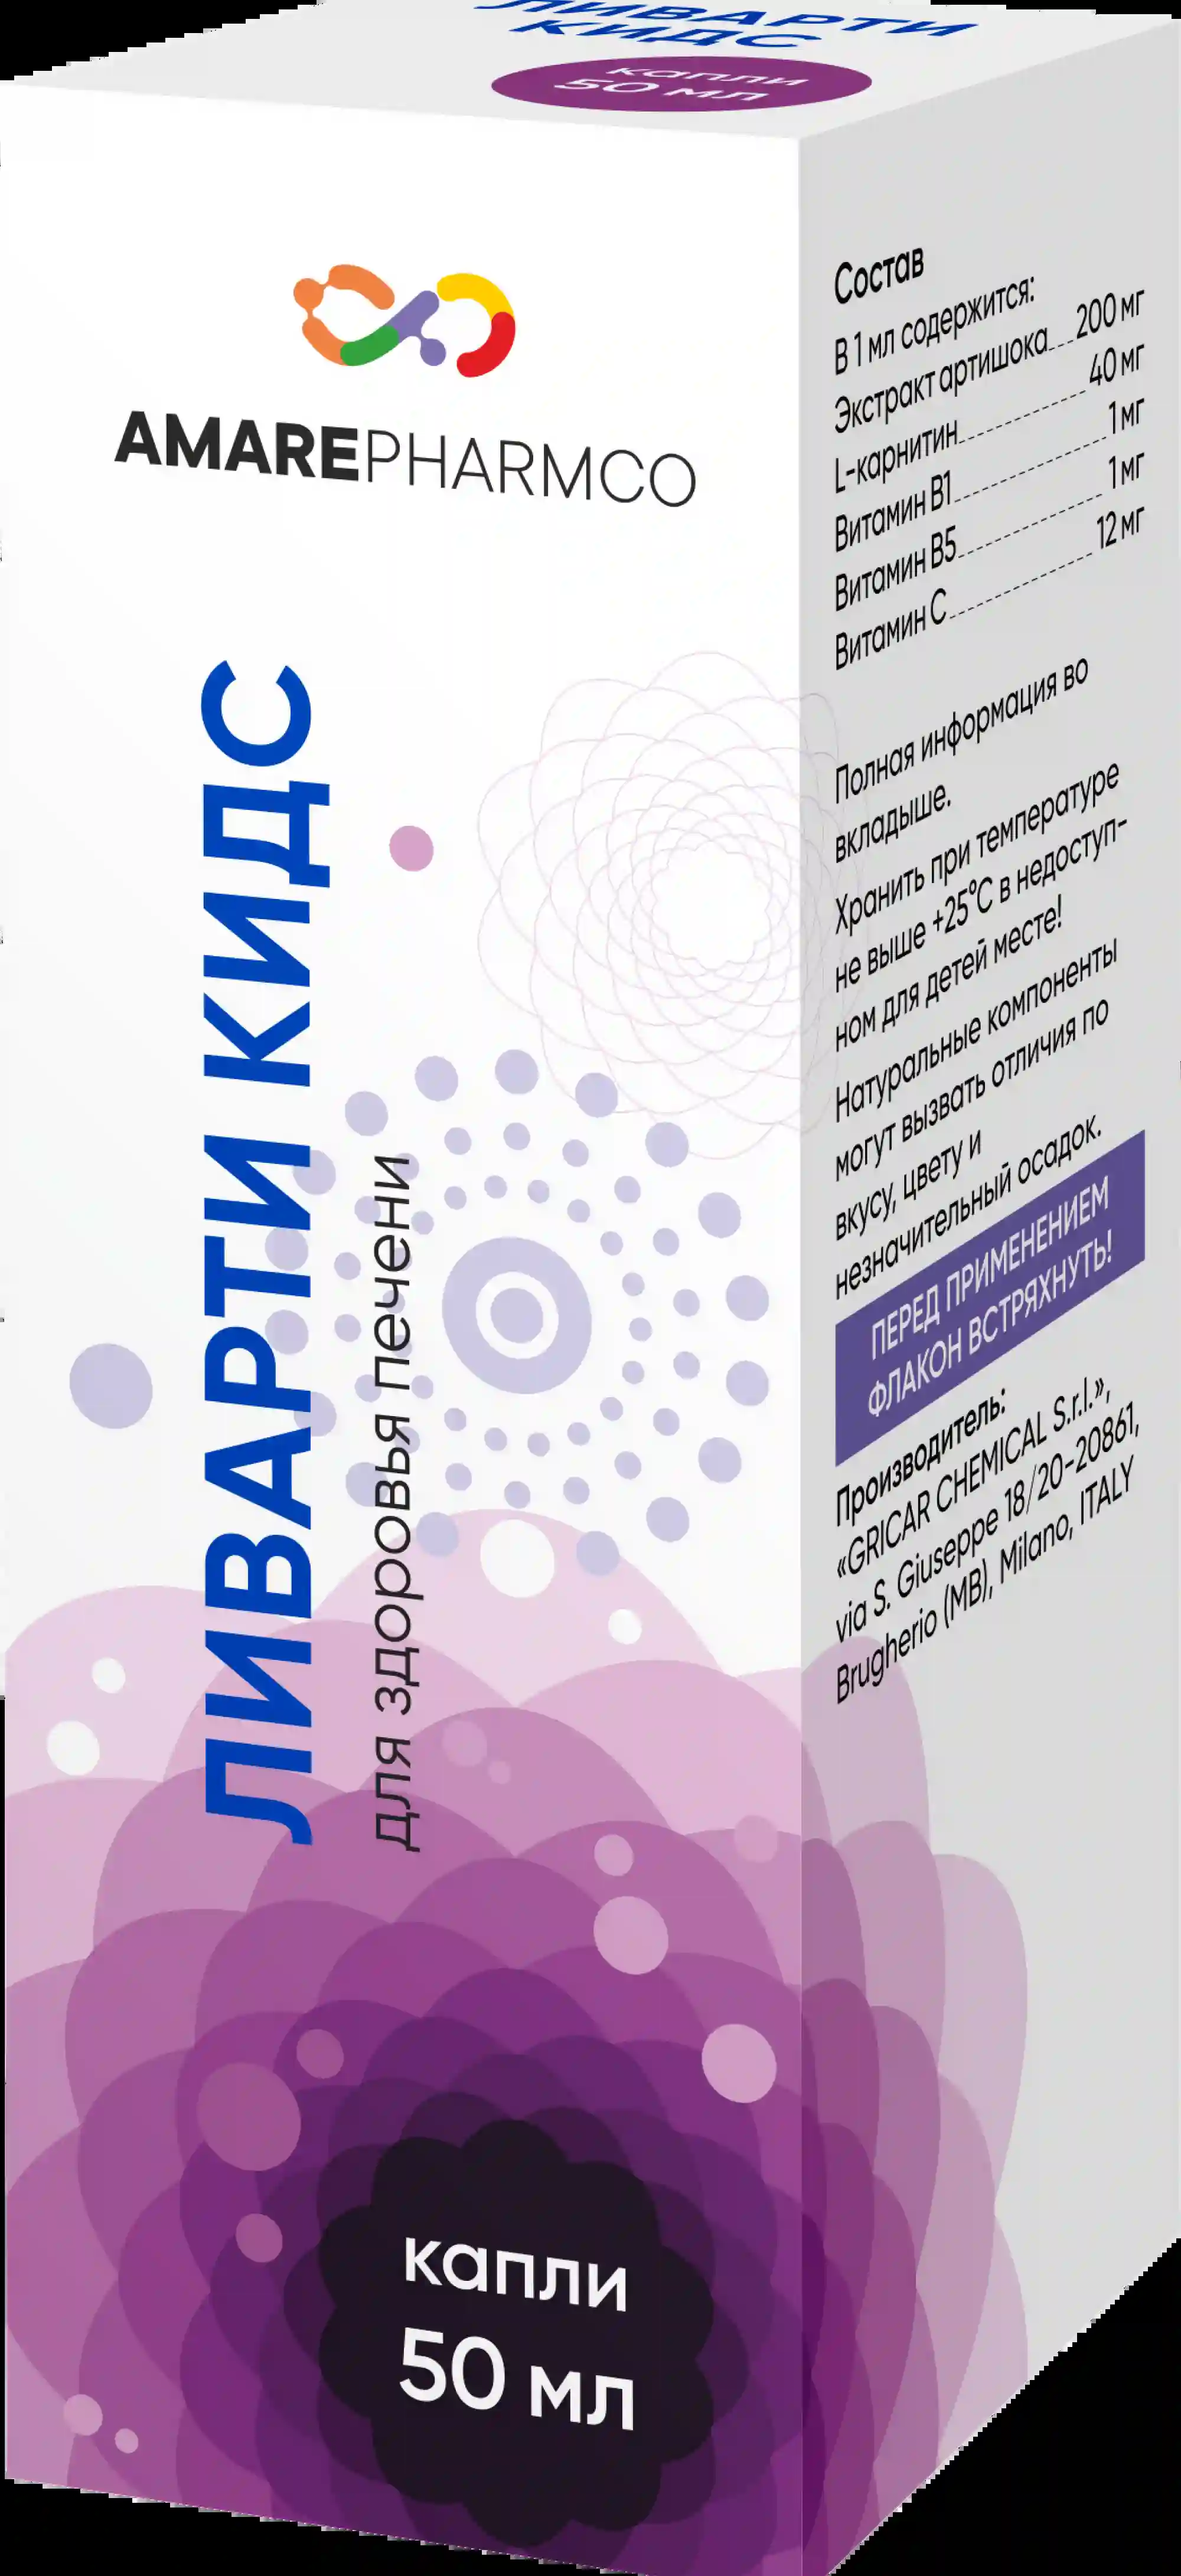 ЛИВАРТИ
КИДС
капли
50 мл
AMAREPHARMCO
ЛИВАРТИ КИДС
для здоровья печени
капли
50 мл
Состав
В 1 мл содержится:
Экстракт артишока 200 мг
L-карнитин 40 мг
Витамин В1 1 мг
Витамин В5 1 мг
Витамин С 12 мг
Полная информация во
вкладыше.
Хранить при температуре
не выше +25°С в недоступ-
ном для детей месте!
Натуральные компоненты
могут вызвать отличия по
вкусу, цвету и
незначительный осадок.
ПЕРЕД ПРИМЕНЕНИЕМ
ФЛАКОН ВСТРЯХНУТЬ!
Производитель:
«GRICAR CHEMICAL S.r.l.»,
via S. Giuseppe 18/20-20861,
Brugherio (MB), Milano, ITALY